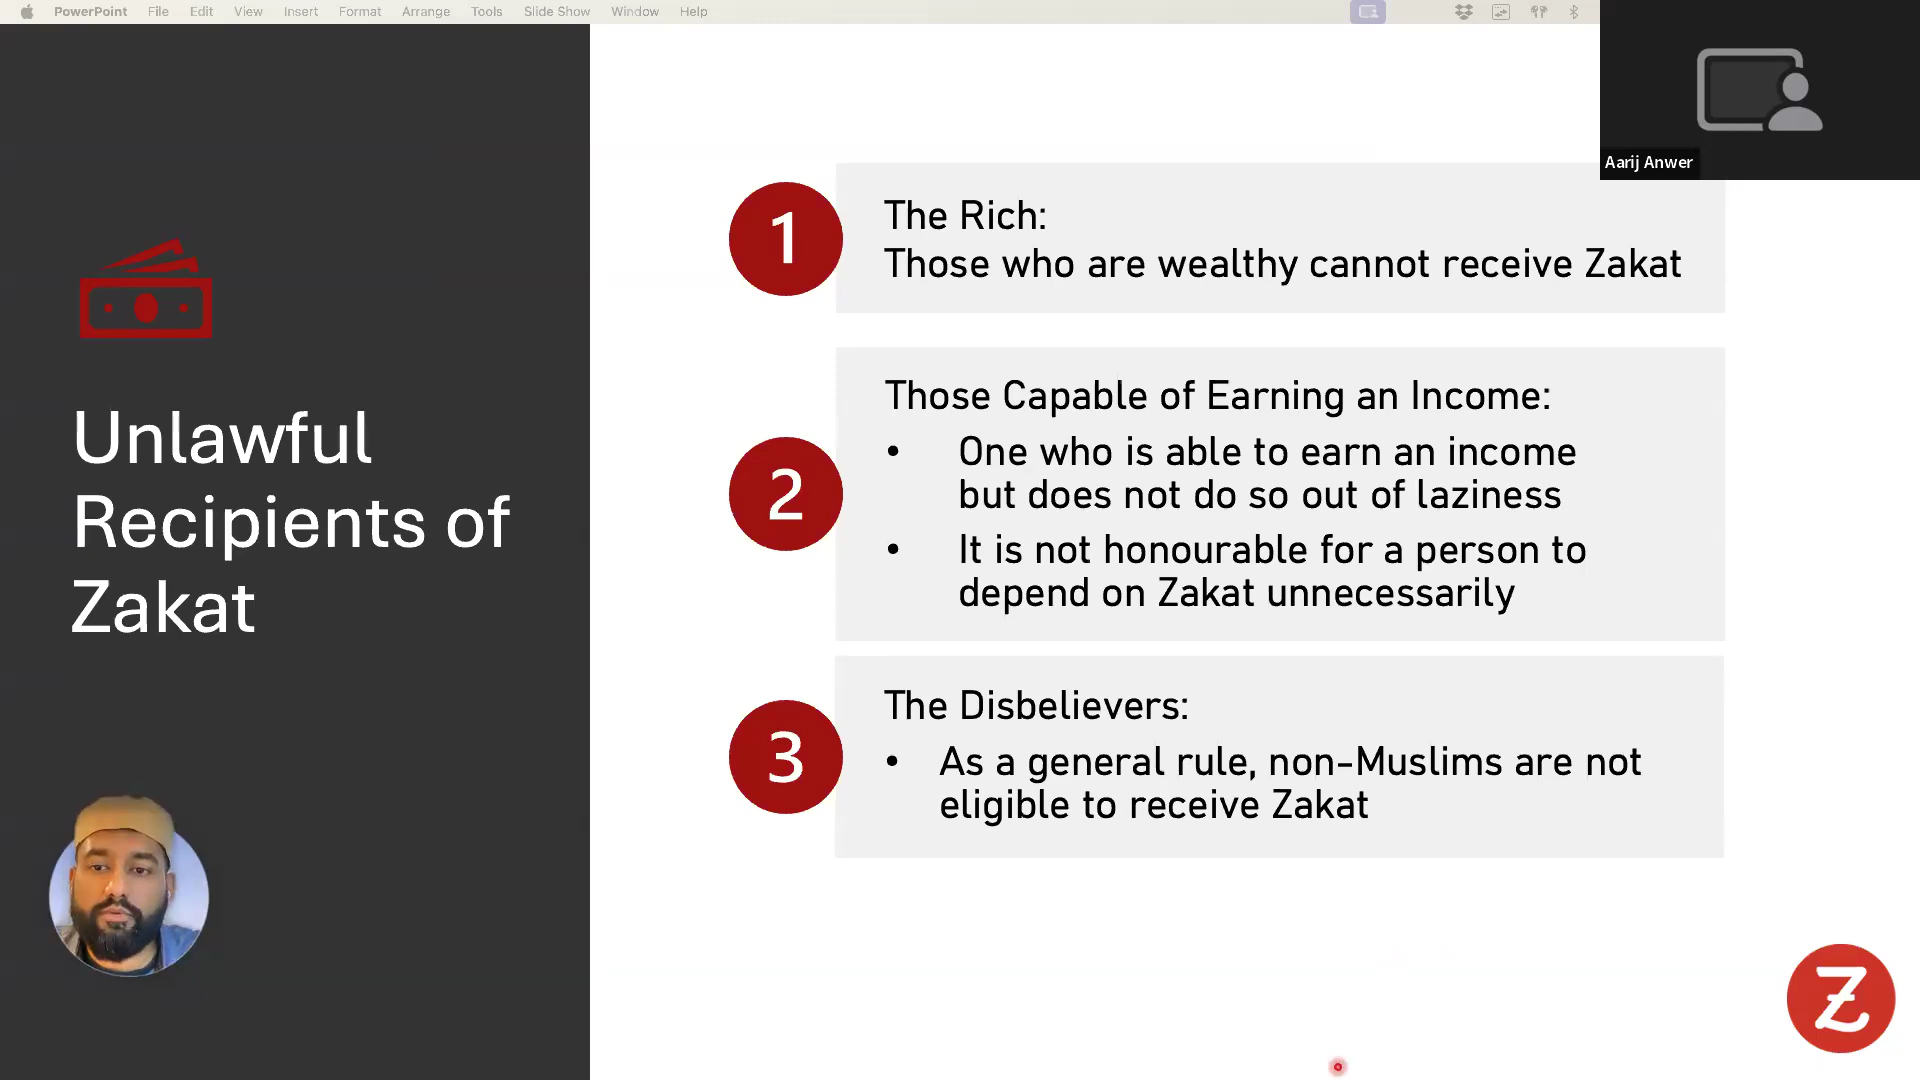 PowerPoint File Edit View Insert Format Arrange Tools Slide Show Window Help
Aarij Anwer
Unlawful
Recipients of
Zakat
1
The Rich:
Those who are wealthy cannot receive Zakat
2
Those Capable of Earning an Income:
• One who is able to earn an income
but does not do so out of laziness
• It is not honourable for a person to
depend on Zakat unnecessarily
3
The Disbelievers:
• As a general rule, non-Muslims are not
eligible to receive Zakat
Z